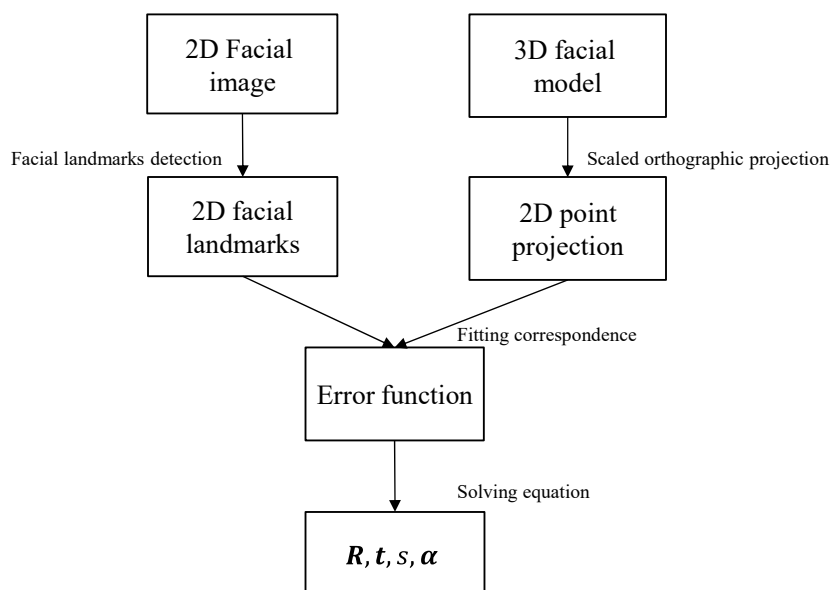 2D Facial
image
3D facial
model
Facial landmarks detection
Scaled orthographic projection
2D facial
landmarks
2D point
projection
Fitting correspondence
Error function
Solving equation
R, t, s, α